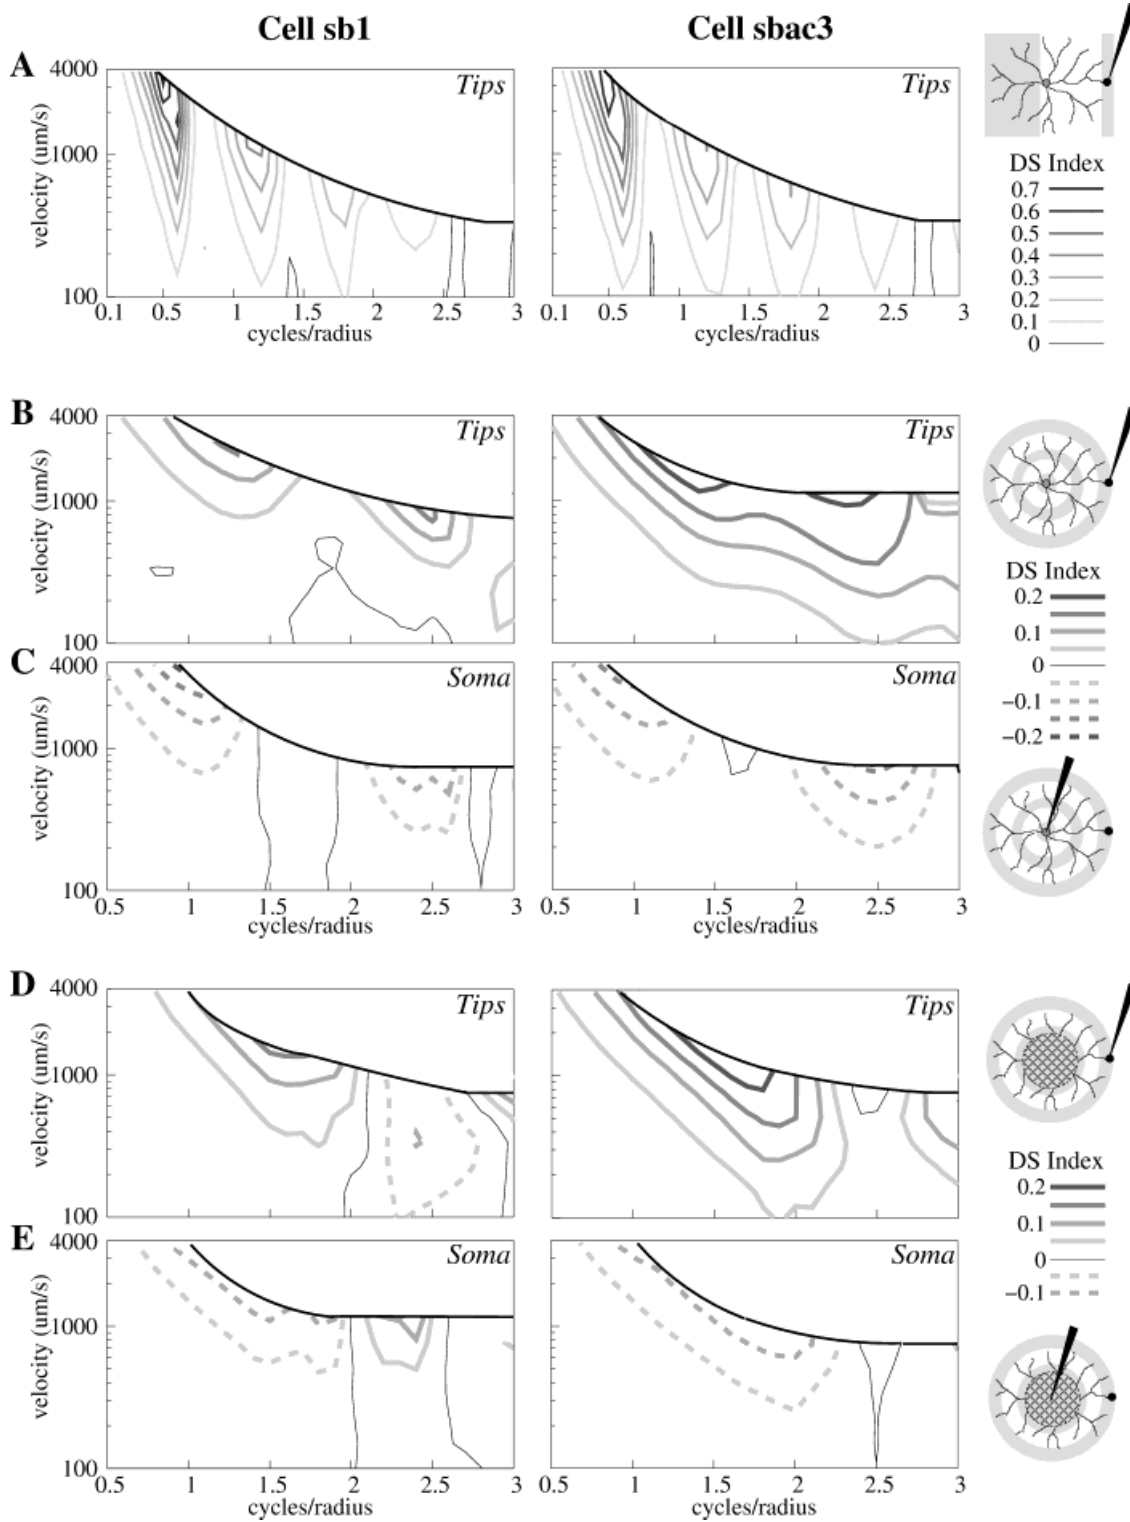 Cell sb1
Cell sbac3
A
4000
1000
100
velocity (um/s)
Tips
0.1 0.5 1 1.5 2 2.5 3
cycles/radius
Tips
0.1 0.5 1 1.5 2 2.5 3
cycles/radius
DS Index
0.7
0.6
0.5
0.4
0.3
0.2
0.1
0
B
4000
1000
100
velocity (um/s)
Tips
Tips
DS Index
0.2
0.1
0
−0.1
−0.2
C
4000
1000
100
velocity (um/s)
Soma
0.5 1 1.5 2 2.5 3
cycles/radius
Soma
0.5 1 1.5 2 2.5 3
cycles/radius
D
4000
1000
100
velocity (um/s)
Tips
Tips
DS Index
0.2
0.1
0
−0.1
E
4000
1000
100
velocity (um/s)
Soma
0.5 1 1.5 2 2.5 3
cycles/radius
Soma
0.5 1 1.5 2 2.5 3
cycles/radius